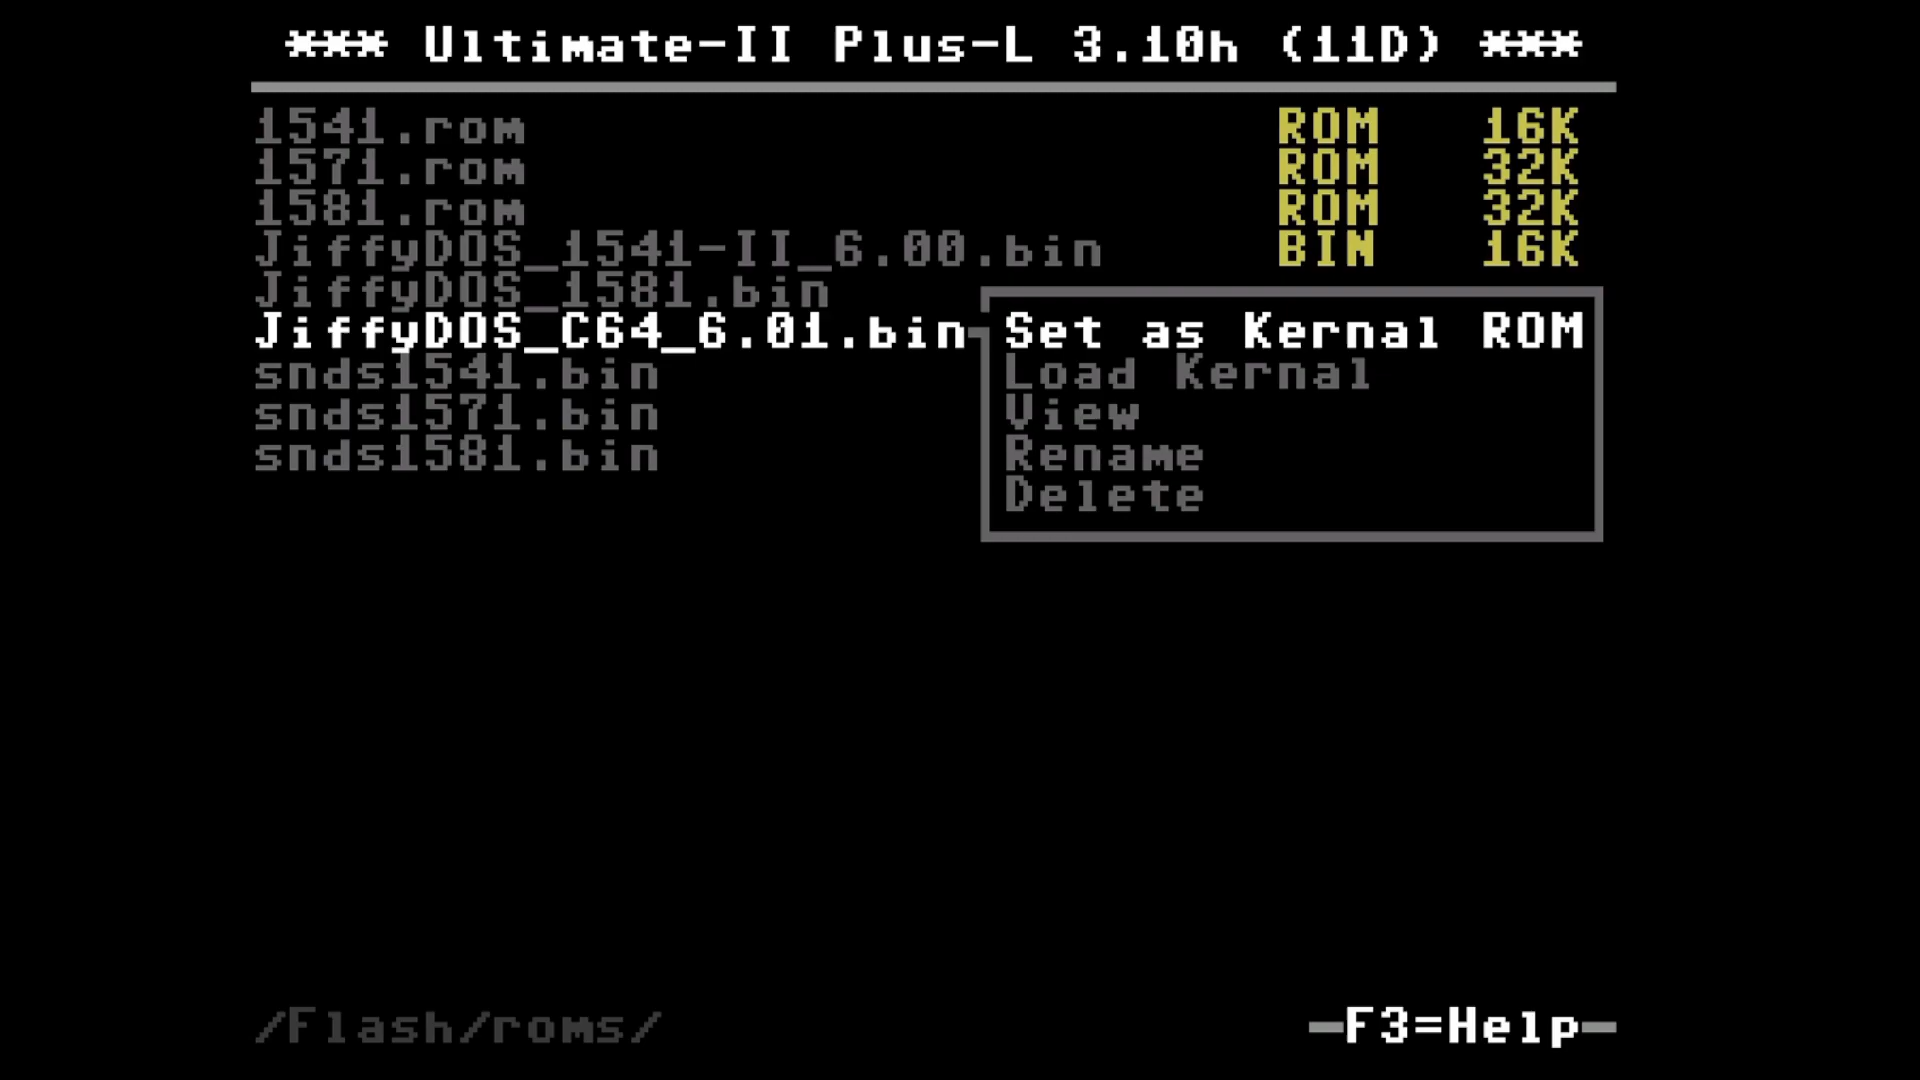 *** Ultimate-II Plus-L 3.10h (11D) ***
1541.rom ROM 16K
1571.rom ROM 32K
1581.rom ROM 32K
JiffyDOS_1541-II_6.00.bin BIN 16K
JiffyDOS_1581.bin
JiffyDOS_C64_6.01.bin Set as Kernal ROM
snds1541.bin Load Kernal
snds1571.bin View
snds1581.bin Rename
Delete
/Flash/roms/ F3=Help